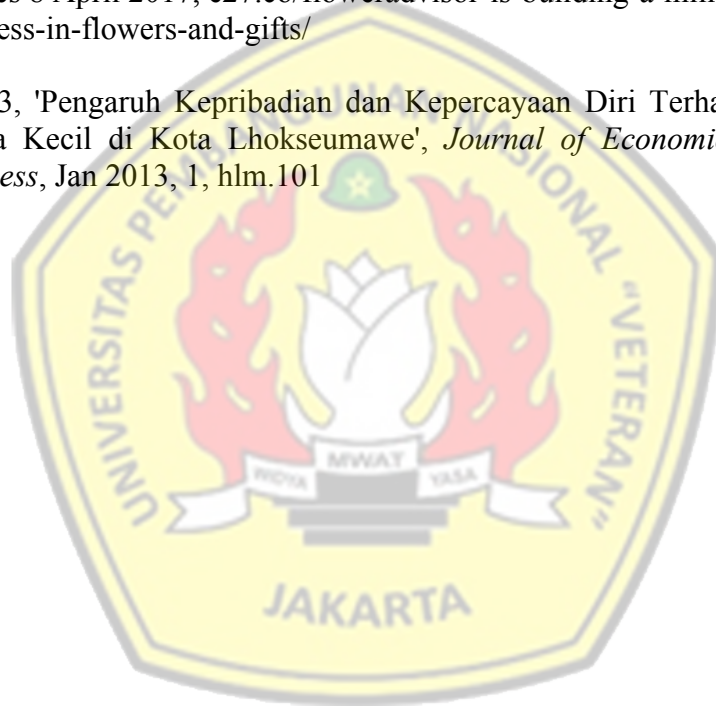 ess-in-flowers-and-gifts/
3, 'Pengaruh Kepribadian dan Kepercayaan Diri Terha
a Kecil di Kota Lhokseumawe', Journal of Economi
ess, Jan 2013, 1, hlm.101
UNIVERSITAS PEMBANGUNAN NASIONAL "VETERAN"
WIDYA MWAT YASA
JAKARTA